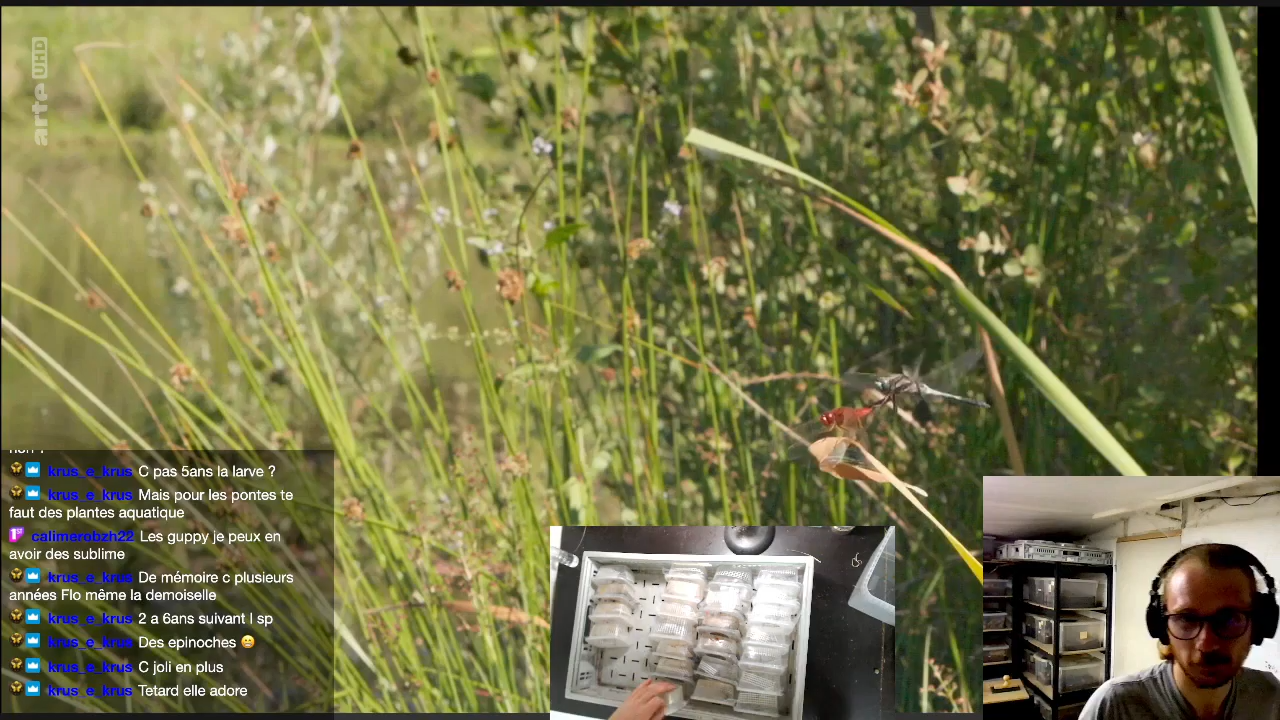 arte UHD
krus_e_krus C pas 5ans la larve ?
krus_e_krus Mais pour les pontes te
faut des plantes aquatique
calimerobzh22 Les guppy je peux en
avoir des sublime
krus_e_krus De mémoire c plusieurs
années Flo même la demoiselle
krus_e_krus 2 a 6ans suivant l sp
krus_e_krus Des epinoches 😄
krus_e_krus C joli en plus
krus_e_krus Tetard elle adore